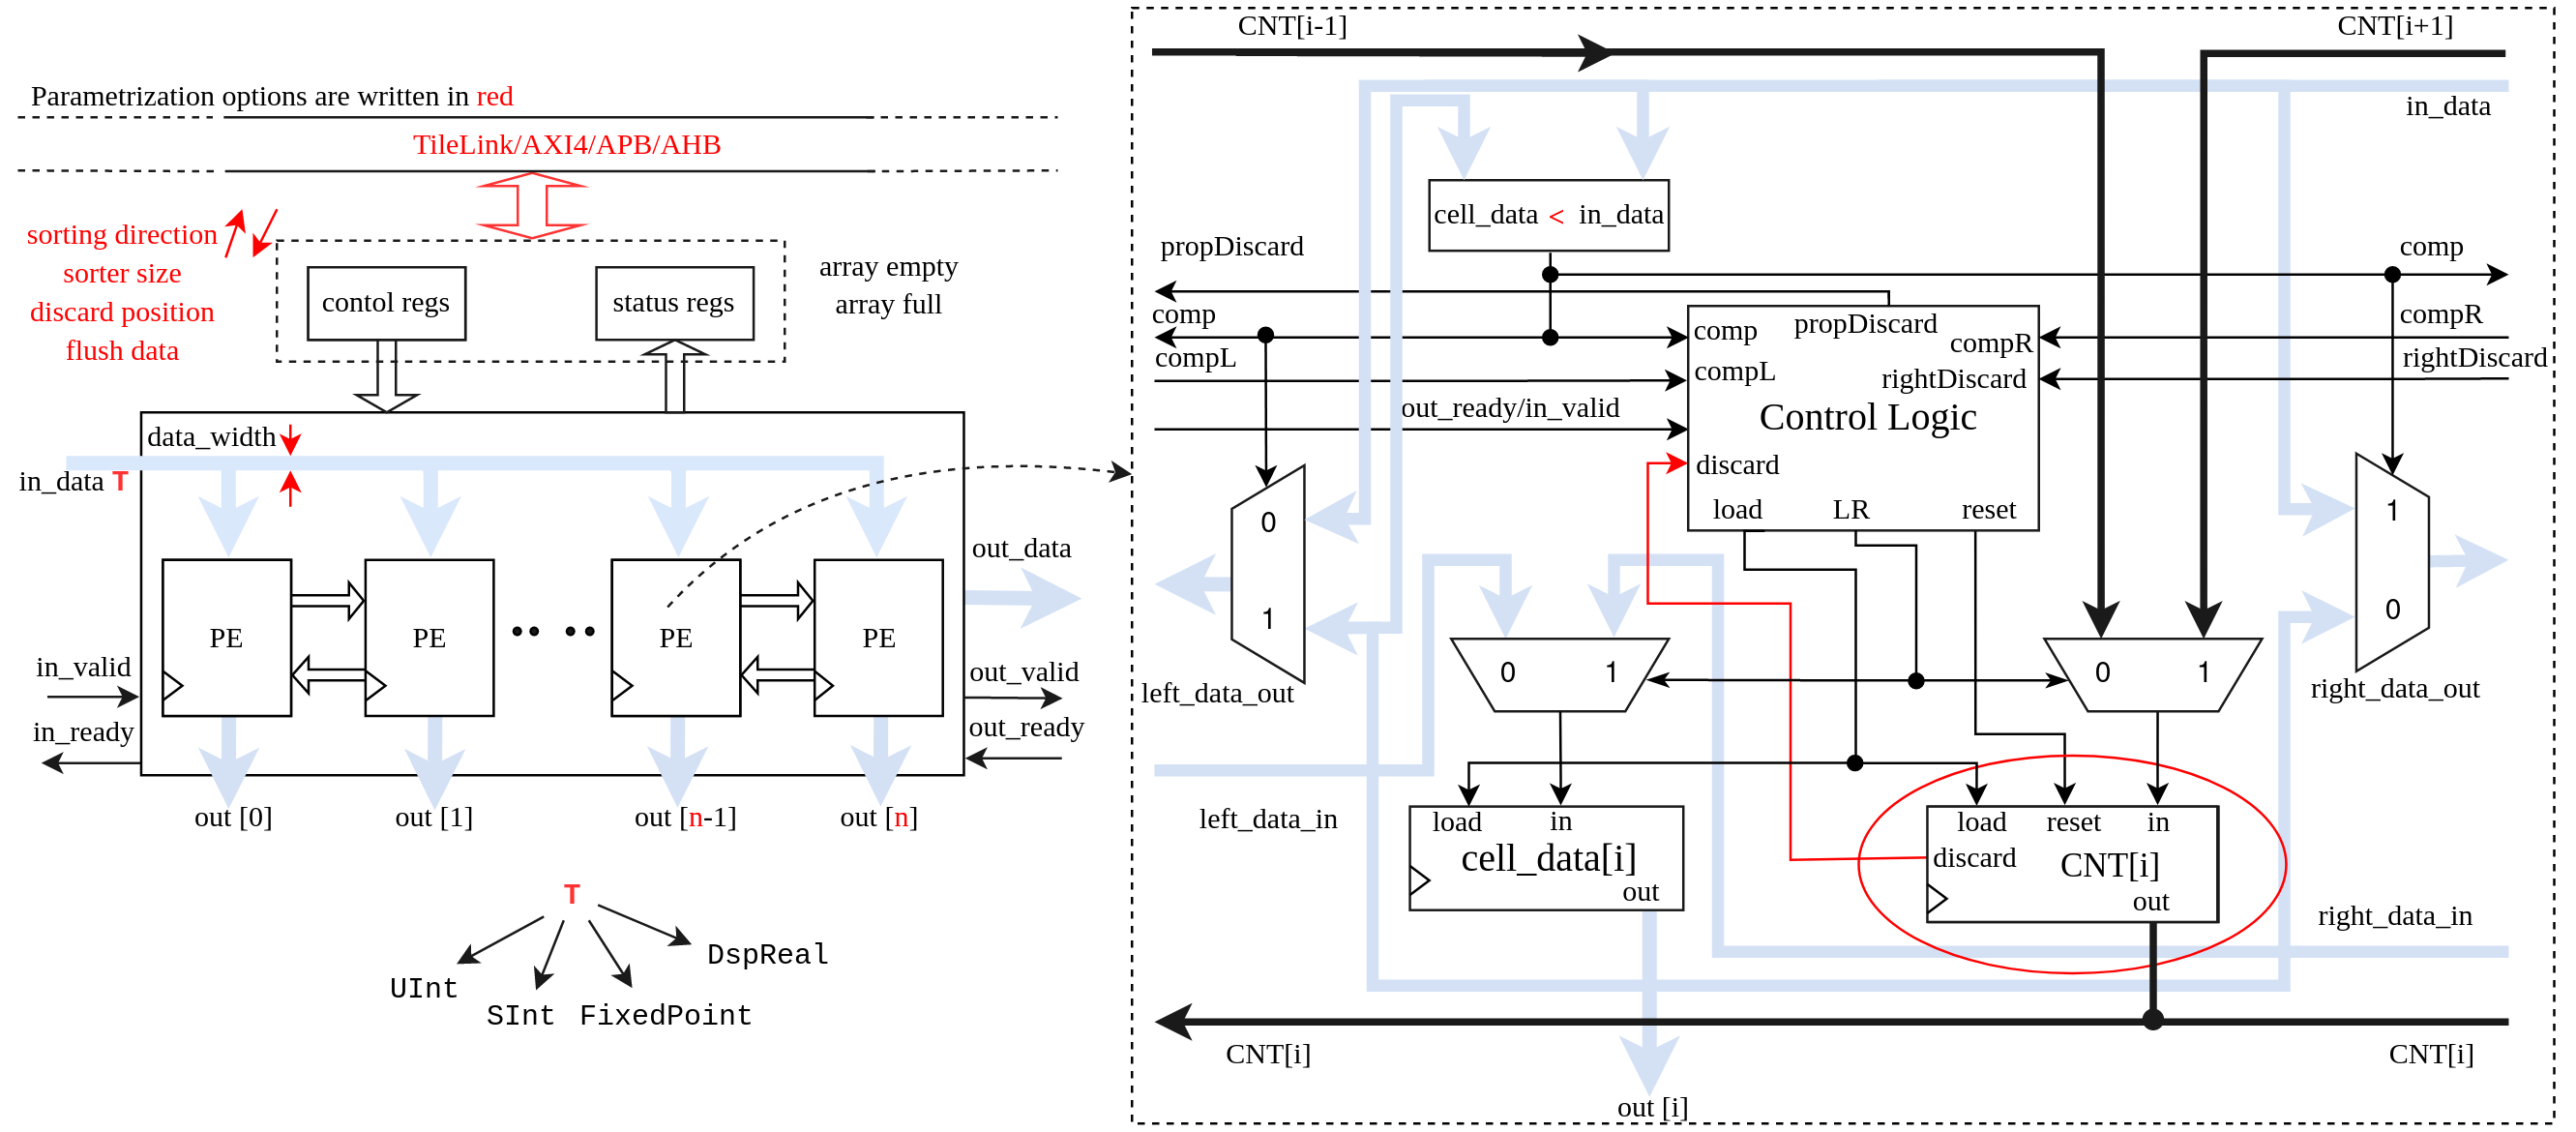 Parametrization options are written in red
TileLink/AXI4/APB/AHB
sorting direction
sorter size
discard position
flush data
contol regs
status regs
array empty
array full
data_width
in_data T
PE
PE
PE
PE
in_valid
in_ready
out_data
out_valid
out_ready
out [0]
out [1]
out [n-1]
out [n]
T
UInt
SInt
FixedPoint
DspReal
CNT[i-1]
CNT[i+1]
in_data
cell_data < in_data
propDiscard
comp
comp
compL
compR
rightDiscard
out_ready/in_valid
comp
propDiscard
compR
compL
rightDiscard
Control Logic
discard
load
LR
reset
0
1
1
0
left_data_out
right_data_out
0
1
0
1
left_data_in
load
in
cell_data[i]
out
load
reset
in
discard
CNT[i]
out
right_data_in
CNT[i]
CNT[i]
out [i]